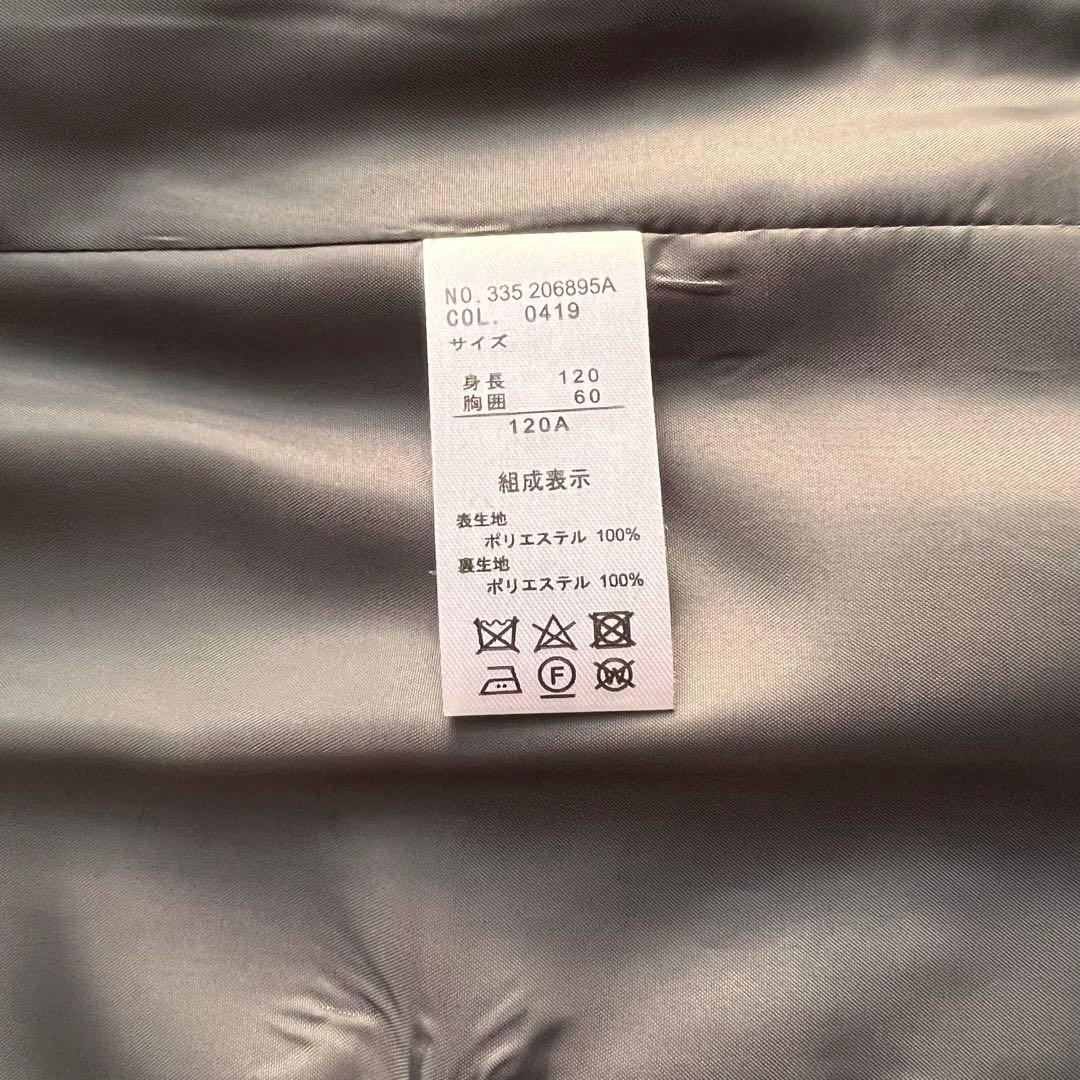 NO. 335 206895A
COL. 0419
サイズ
身長 120
胸囲 60
120A
組成表示
表生地
ポリエステル 100%
裏生地
ポリエステル 100%
F
W